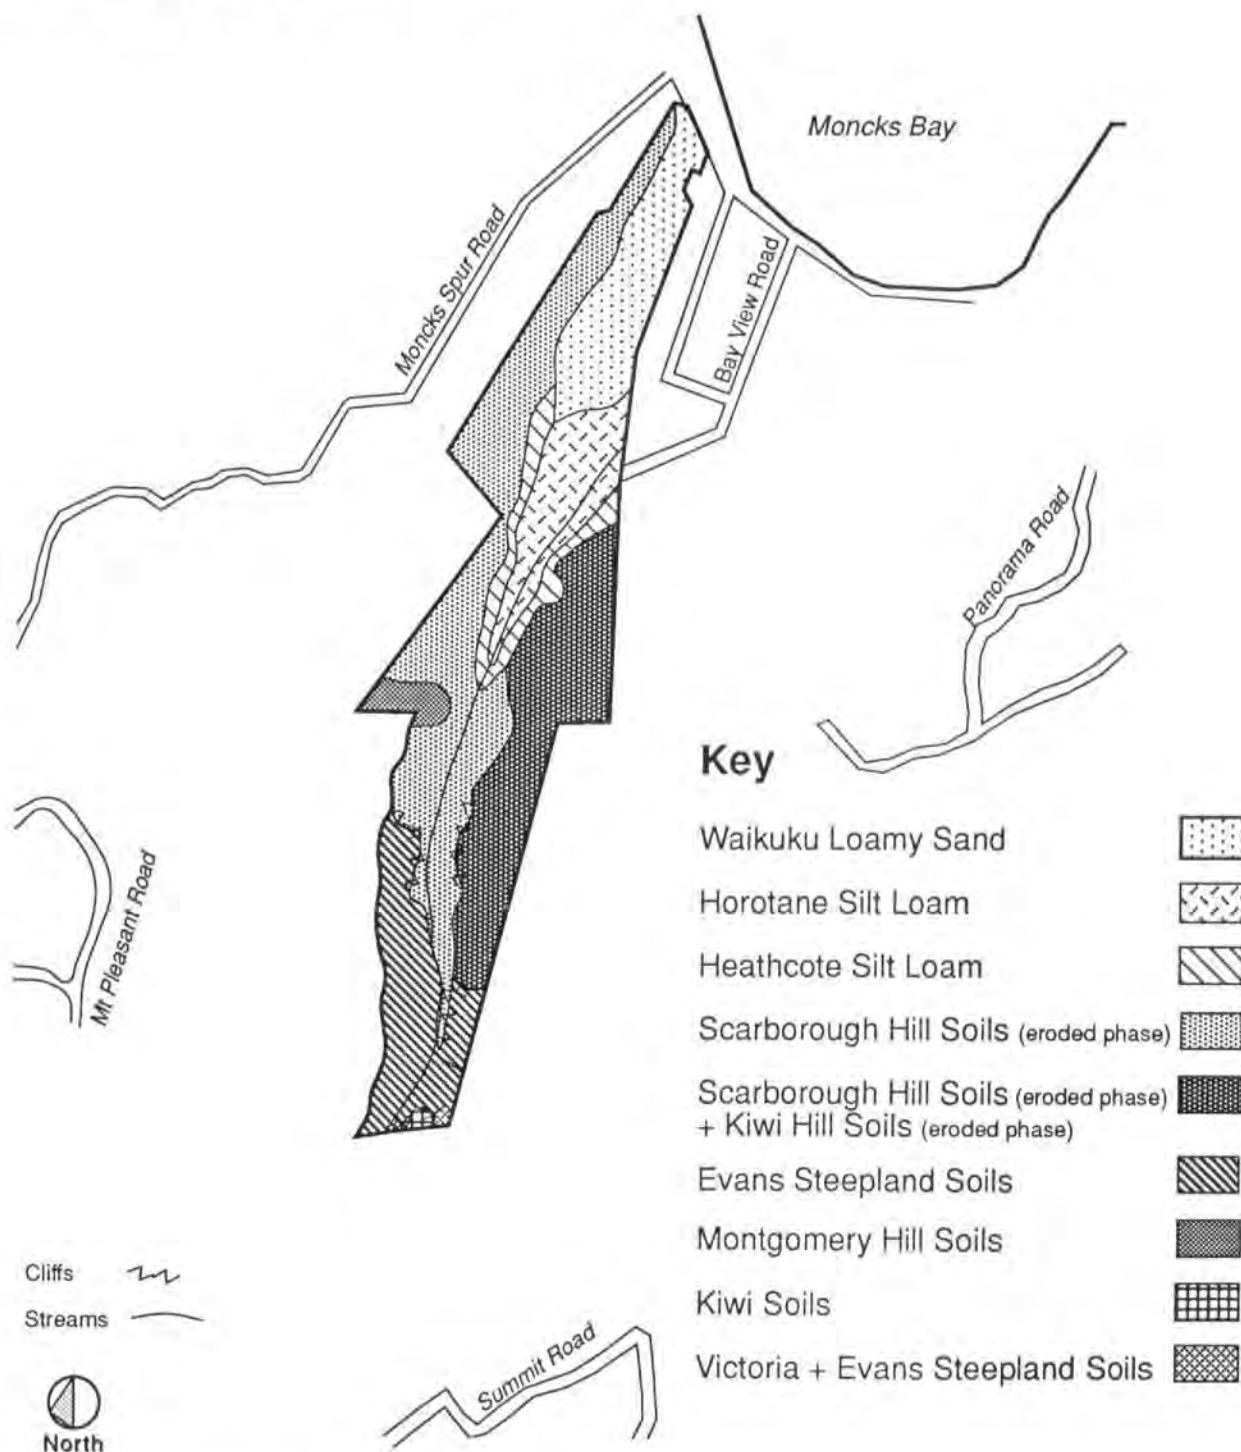 Moncks Bay
Moncks Spur Road
Bay View Road
Panorama Road
Mt Pleasant Road
Key
Waikuku Loamy Sand
Horotane Silt Loam
Heathcote Silt Loam
Scarborough Hill Soils (eroded phase)
Scarborough Hill Soils (eroded phase)
+ Kiwi Hill Soils (eroded phase)
Evans Steepland Soils
Montgomery Hill Soils
Kiwi Soils
Victoria + Evans Steepland Soils
Cliffs
Streams
North
Summit Road